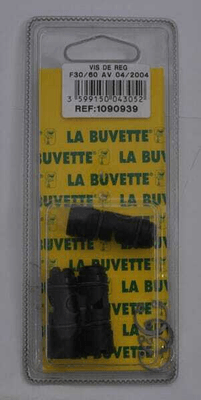 VIS DE REG
F30/60 AV 04/2004
3 599150 043052
REF:1090939
LA BUVETTE
LA BUVETTE
LA BUVETTE
LA BUVETTE
LA BUVETTE
LA BUVETTE